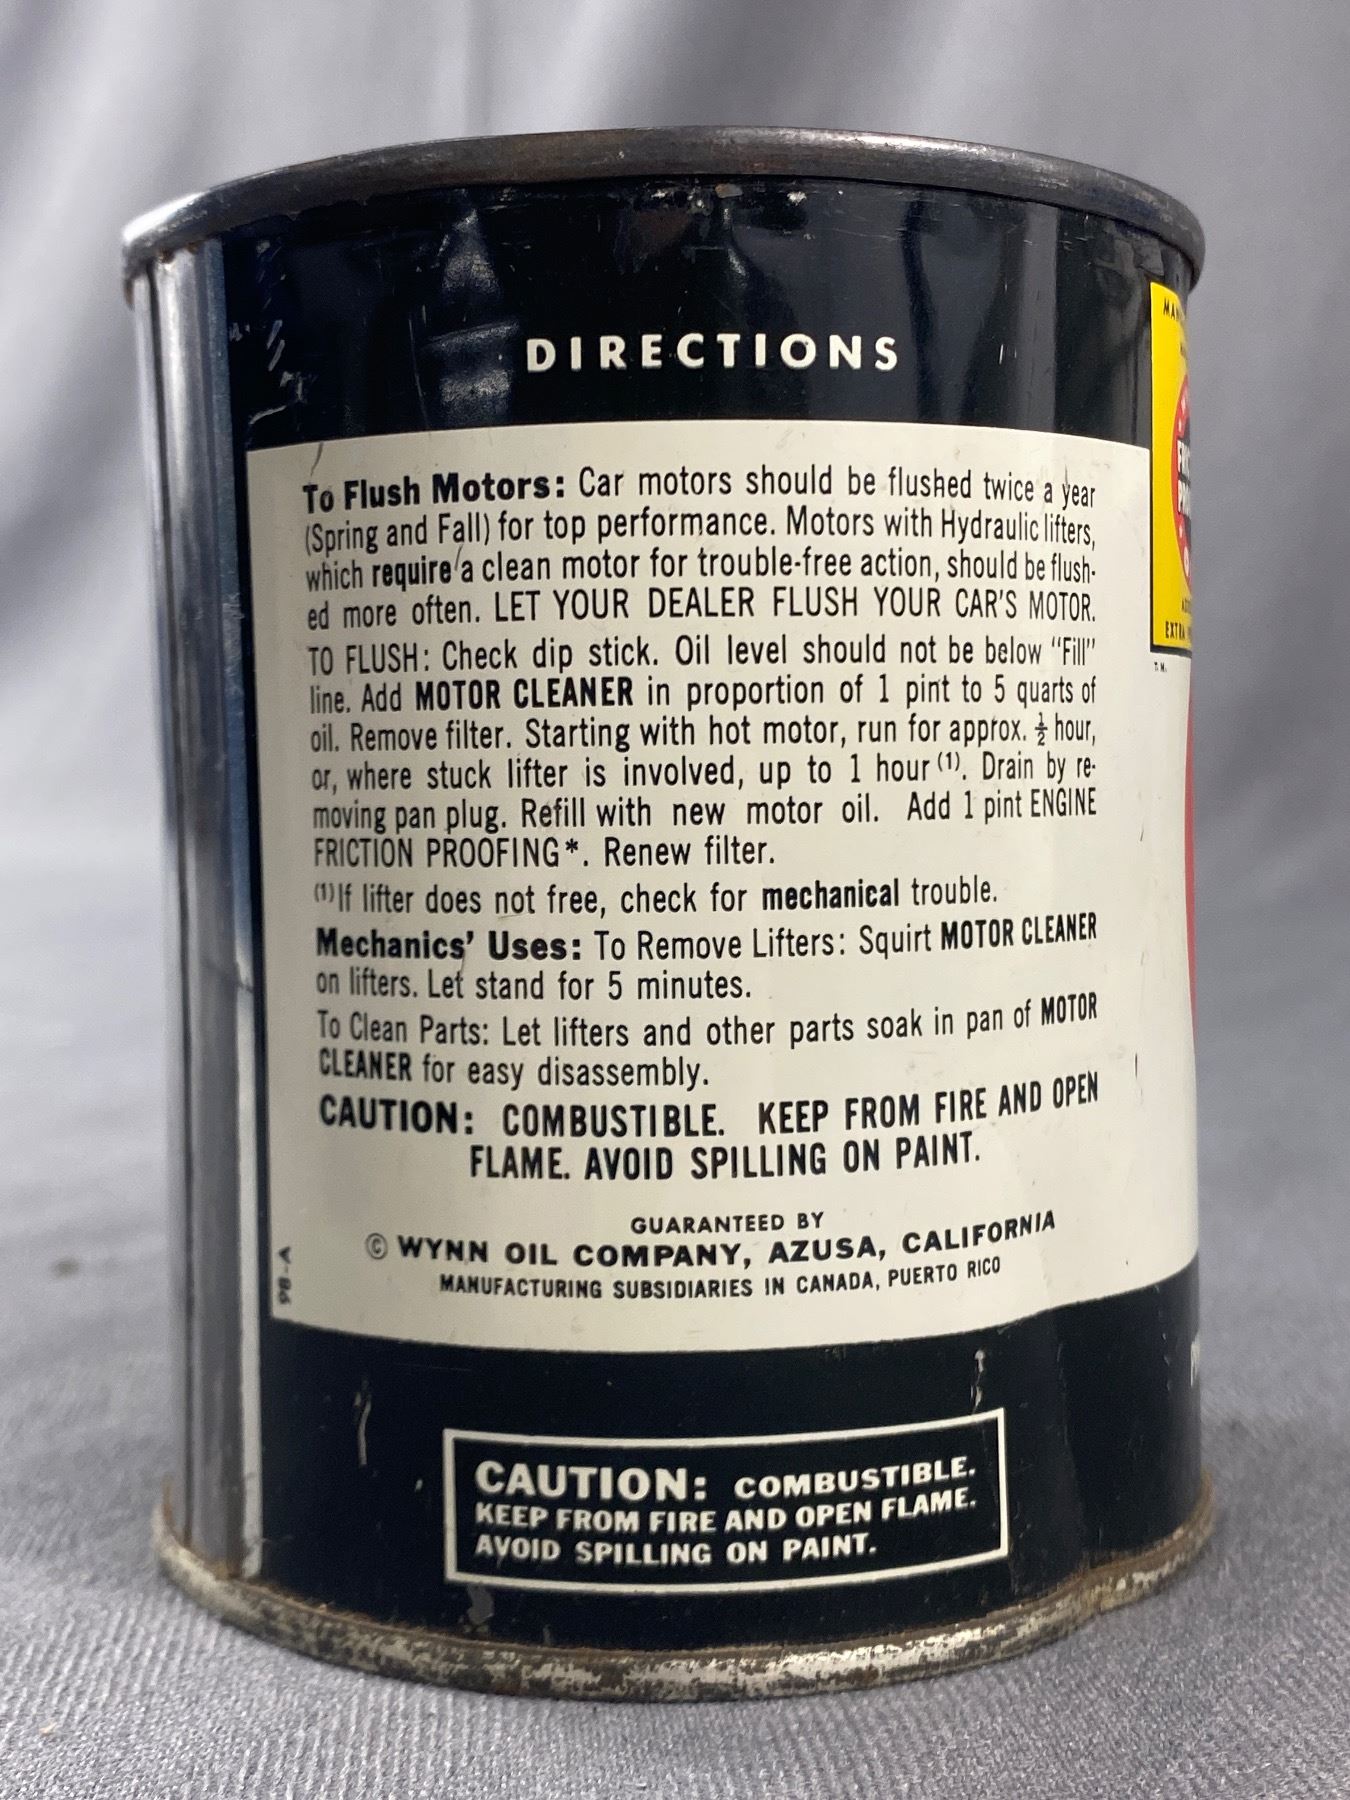 DIRECTIONS
To Flush Motors: Car motors should be flushed twice a year
(Spring and Fall) for top performance. Motors with Hydraulic lifters,
which require a clean motor for trouble-free action, should be flush-
ed more often. LET YOUR DEALER FLUSH YOUR CAR'S MOTOR.
TO FLUSH: Check dip stick. Oil level should not be below "Fill"
line. Add MOTOR CLEANER in proportion of 1 pint to 5 quarts of
oil. Remove filter. Starting with hot motor, run for approx. ½ hour,
or, where stuck lifter is involved, up to 1 hour (1). Drain by re-
moving pan plug. Refill with new motor oil. Add 1 pint ENGINE
FRICTION PROOFING*. Renew filter.
(1)If lifter does not free, check for mechanical trouble.
Mechanics' Uses: To Remove Lifters: Squirt MOTOR CLEANER
on lifters. Let stand for 5 minutes.
To Clean Parts: Let lifters and other parts soak in pan of MOTOR
CLEANER for easy disassembly.
CAUTION: COMBUSTIBLE. KEEP FROM FIRE AND OPEN
FLAME. AVOID SPILLING ON PAINT.
GUARANTEED BY
© WYNN OIL COMPANY, AZUSA, CALIFORNIA
MANUFACTURING SUBSIDIARIES IN CANADA, PUERTO RICO
98-A
CAUTION: COMBUSTIBLE.
KEEP FROM FIRE AND OPEN FLAME.
AVOID SPILLING ON PAINT.
EXTRA
T.M.